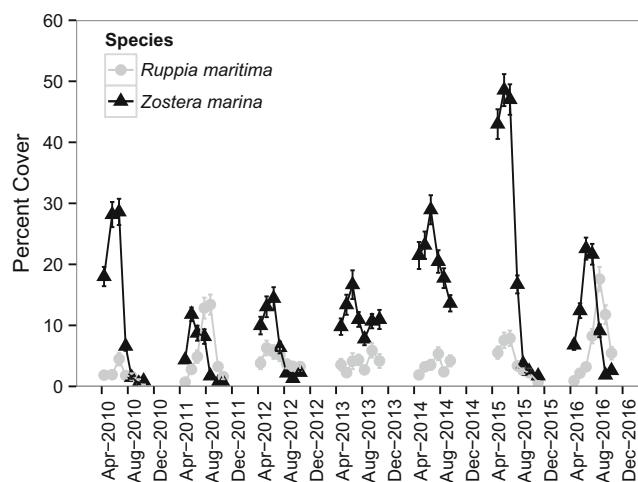 60
50
40
30
20
10
0
Percent Cover
Species
Ruppia maritima
Zostera marina
Apr−2010
Aug−2010
Dec−2010
Apr−2011
Aug−2011
Dec−2011
Apr−2012
Aug−2012
Dec−2012
Apr−2013
Aug−2013
Dec−2013
Apr−2014
Aug−2014
Dec−2014
Apr−2015
Aug−2015
Dec−2015
Apr−2016
Aug−2016
Dec−2016